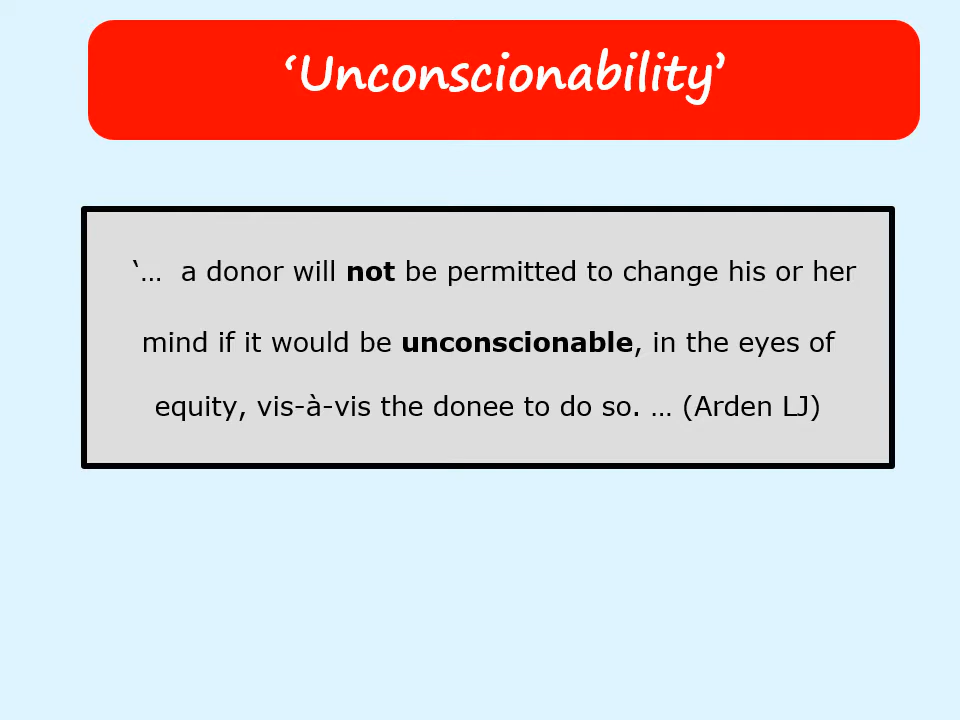 ‘Unconscionability’
‘… a donor will not be permitted to change his or her
mind if it would be unconscionable, in the eyes of
equity, vis-à-vis the donee to do so. … (Arden LJ)